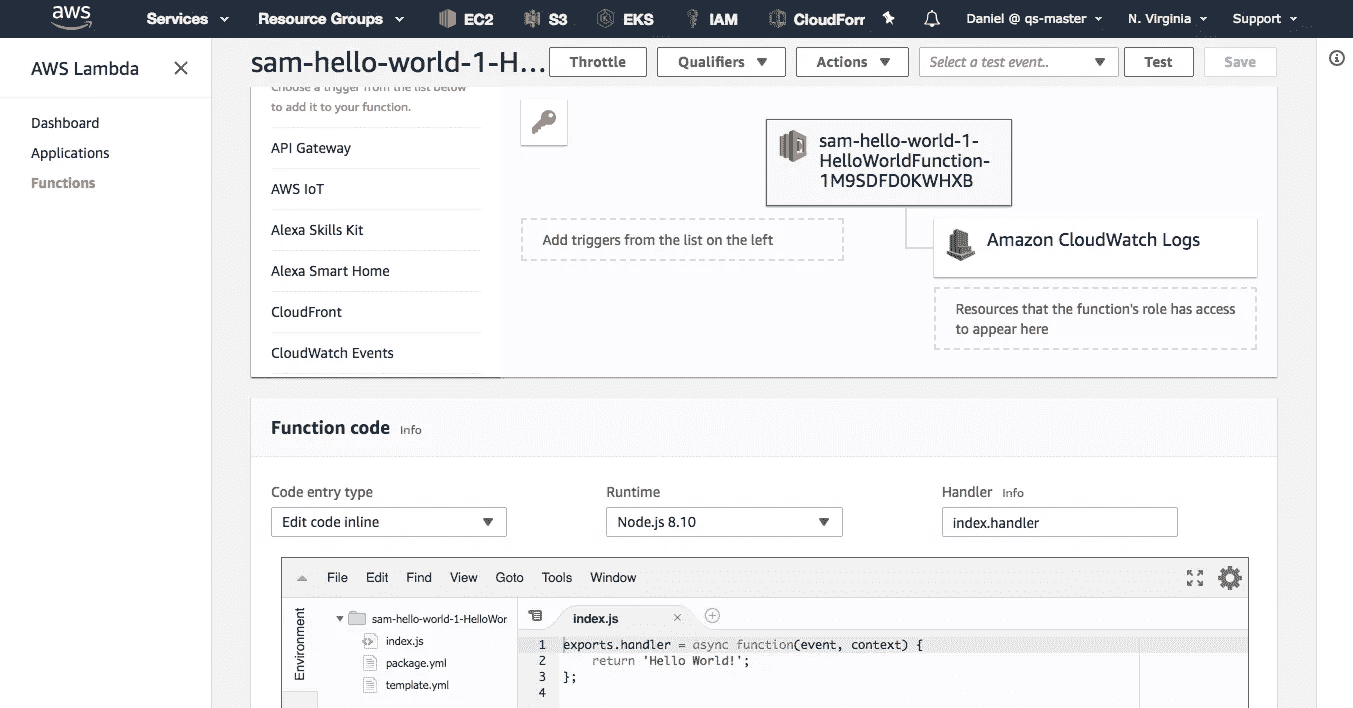 aws
Services
Resource Groups
EC2
S3
EKS
IAM
CloudForr
Daniel @ qs-master
N. Virginia
Support
AWS Lambda
Dashboard
Applications
Functions
sam-hello-world-1-H...
Throttle
Qualifiers
Actions
Select a test event..
Test
Save
Choose a trigger from the list below
to add it to your function.
API Gateway
AWS IoT
Alexa Skills Kit
Alexa Smart Home
CloudFront
CloudWatch Events
sam-hello-world-1-
HelloWorldFunction-
1M9SDFD0KWHXB
Add triggers from the list on the left
Amazon CloudWatch Logs
Resources that the function's role has access
to appear here
Function code Info
Code entry type
Edit code inline
Runtime
Node.js 8.10
Handler Info
index.handler
File Edit Find View Goto Tools Window
Environment
sam-hello-world-1-HelloWor
index.js
package.yml
template.yml
index.js
1 exports.handler = async function(event, context) {
2 return 'Hello World!';
3 };
4